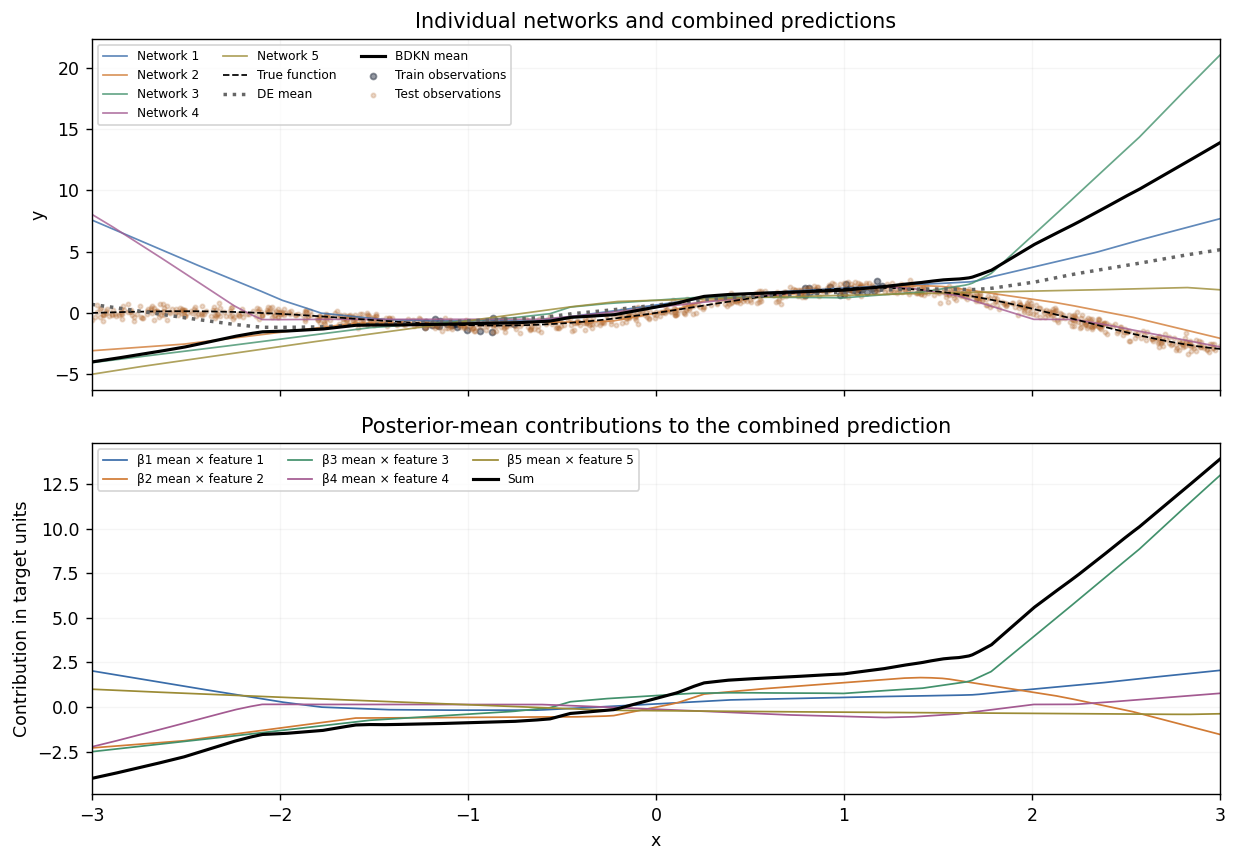 Individual networks and combined predictions
Network 1
Network 2
Network 3
Network 4
Network 5
True function
DE mean
BDKN mean
Train observations
Test observations
y
20
15
10
5
0
−5
Posterior-mean contributions to the combined prediction
β1 mean × feature 1
β2 mean × feature 2
β3 mean × feature 3
β4 mean × feature 4
β5 mean × feature 5
Sum
Contribution in target units
12.5
10.0
7.5
5.0
2.5
0.0
−2.5
−3
−2
−1
0
1
2
3
x